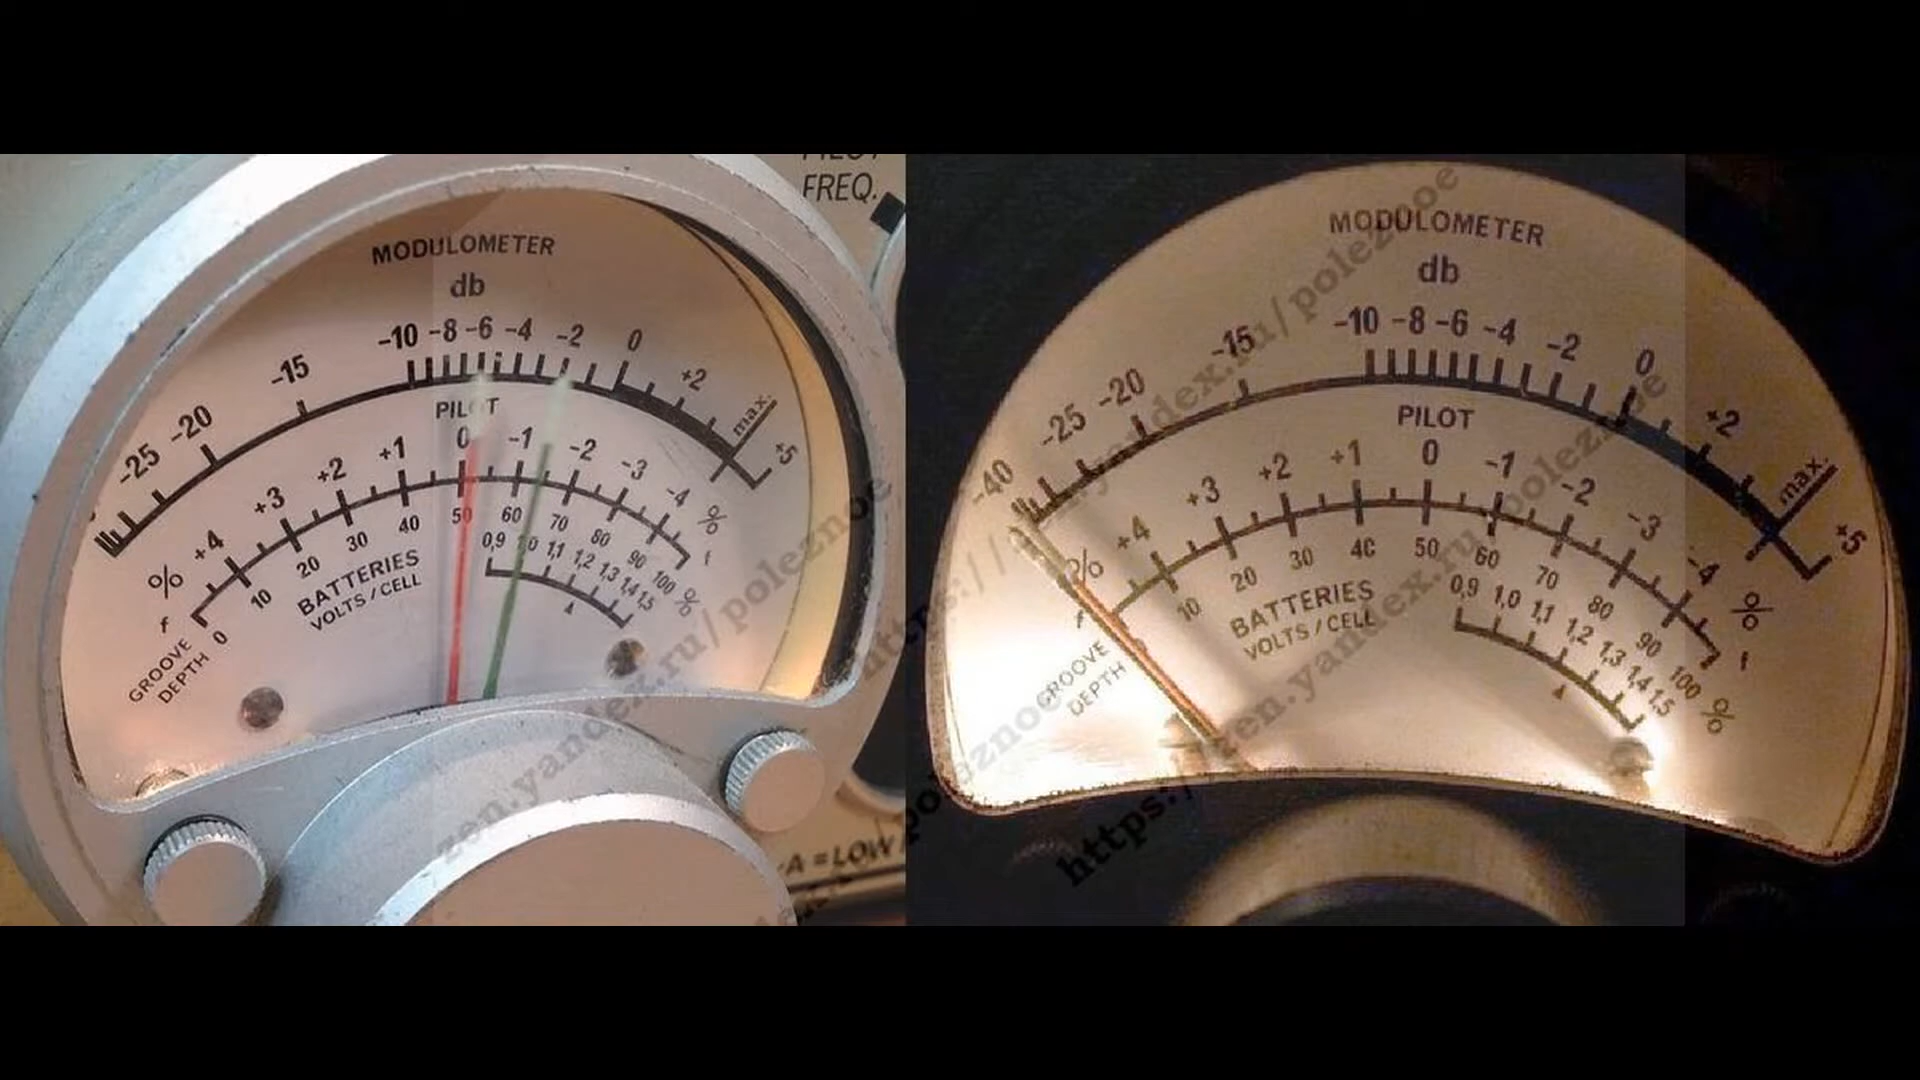 FREQ.
MODULOMETER
db
-25 -20 -15 -10 -8 -6 -4 -2 0 +2 max. +5
PILOT
% +4 +3 +2 +1 0 -1 -2 -3 -4 %
f 0 10 20 30 40 50 60 70 80 90 100 % f
0,9 1,0 1,1 1,2 1,3 1,4 1,5
BATTERIES
VOLTS / CELL
GROOVE
DEPTH
-A = LOW
zen.yandex.ru/poleznoe
MODULOMETER
db
-40 -25 -20 -15 -10 -8 -6 -4 -2 0 +2 max. +5
PILOT
% +4 +3 +2 +1 0 -1 -2 -3 -4 %
f 10 20 30 40 50 60 70 80 90 100 % f
0,9 1,0 1,1 1,2 1,3 1,4 1,5
BATTERIES
VOLTS / CELL
GROOVE
DEPTH
https://zen.yandex.ru/poleznoe